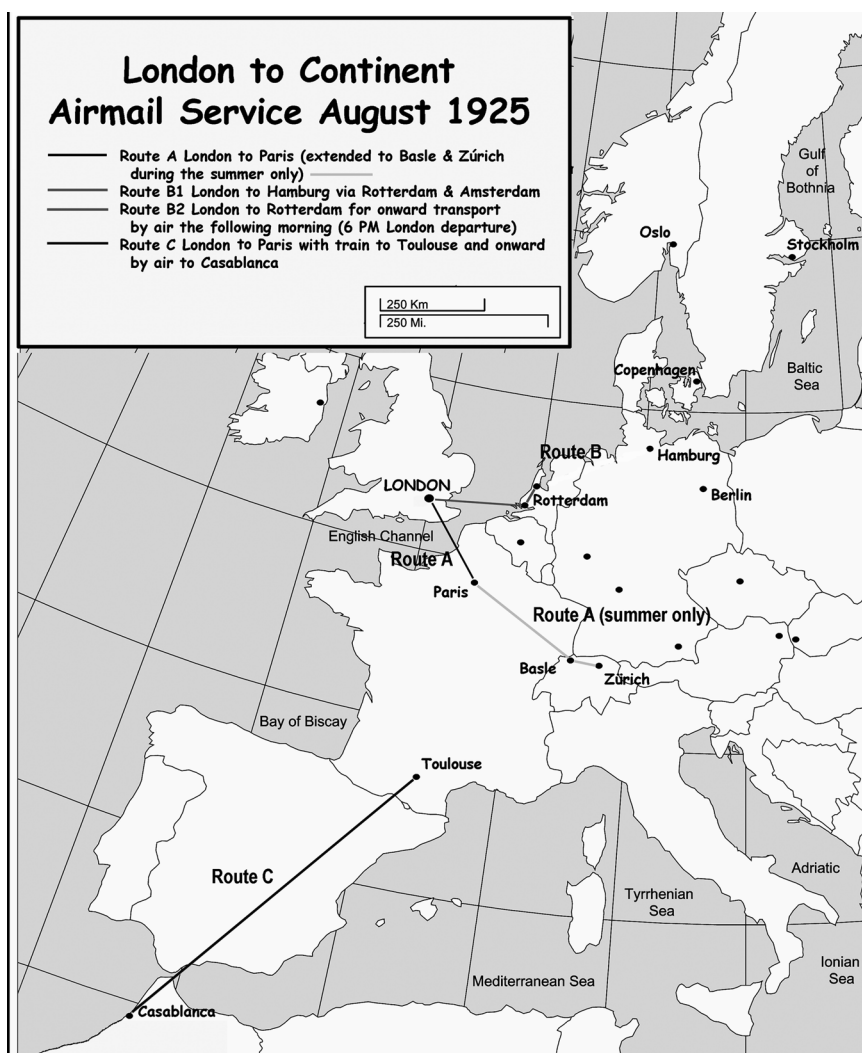 London to Continent
Airmail Service August 1925
Route A London to Paris (extended to Basle & Zúrich
during the summer only)
Route B1 London to Hamburg via Rotterdam & Amsterdam
Route B2 London to Rotterdam for onward transport
by air the following morning (6 PM London departure)
Route C London to Paris with train to Toulouse and onward
by air to Casablanca
250 Km
250 Mi.
Gulf
of
Bothnia
Oslo
Stockholm
Copenhagen
Baltic
Sea
Route B
Hamburg
LONDON
Rotterdam
Berlin
English Channel
Route A
Paris
Route A (summer only)
Basle
Zúrich
Bay of Biscay
Toulouse
Route C
Adriatic
Tyrrhenian
Sea
Ionian
Sea
Mediterranean Sea
Casablanca